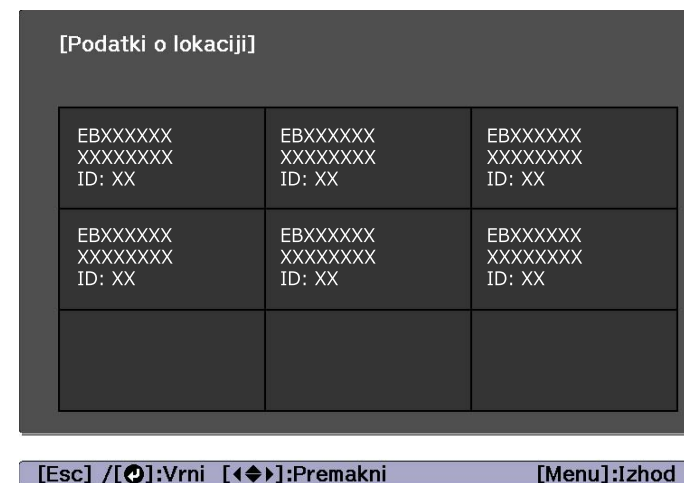 [Podatki o lokaciji]
EBXXXXXX EBXXXXXX EBXXXXXX
XXXXXXXX XXXXXXXX XXXXXXXX
ID: XX ID: XX ID: XX
EBXXXXXX EBXXXXXX EBXXXXXX
XXXXXXXX XXXXXXXX XXXXXXXX
ID: XX ID: XX ID: XX
[Esc] /[⏎]:Vrni [◀◆▶]:Premakni [Menu]:Izhod